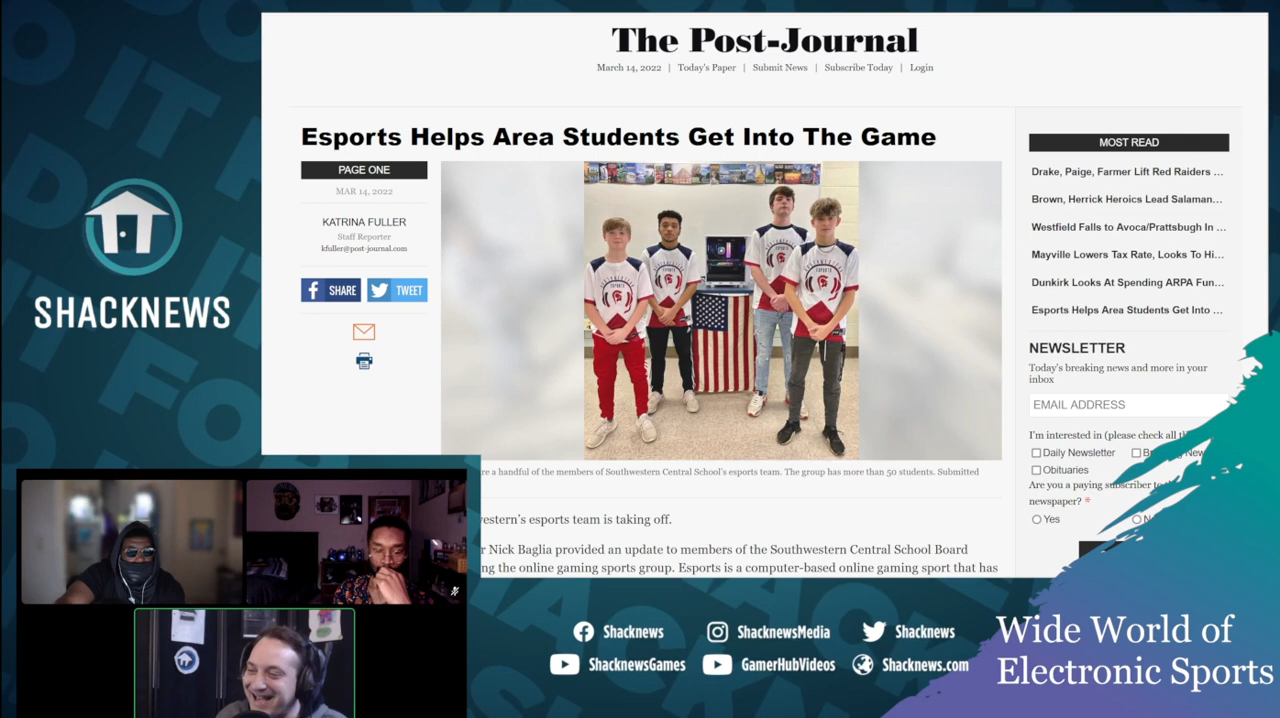 The Post-Journal
March 14, 2022 | Today's Paper | Submit News | Subscribe Today | Login
Esports Helps Area Students Get Into The Game
PAGE ONE
MAR 14, 2022
KATRINA FULLER
Staff Reporter
kfuller@post-journal.com
SHARE
TWEET
a handful of the members of Southwestern Central School's esports team. The group has more than 50 students. Submitted
esports team is taking off.
Nick Baglia provided an update to members of the Southwestern Central School Board
the online gaming sports group. Esports is a computer-based online gaming sport that has
MOST READ
Drake, Paige, Farmer Lift Red Raiders ...
Brown, Herrick Heroics Lead Salaman...
Westfield Falls to Avoca/Prattsbugh In ...
Mayville Lowers Tax Rate, Looks To Hi...
Dunkirk Looks At Spending ARPA Fun...
Esports Helps Area Students Get Into ...
NEWSLETTER
Today's breaking news and more in your
inbox
EMAIL ADDRESS
I'm interested in (please check all
Daily Newsletter
Obituaries
Are you a paying subscriber
newspaper? *
Yes
SHACKNEWS
Shacknews
ShacknewsMedia
Shacknews
ShacknewsGames
GamerHubVideos
Shacknews.com
Wide World of
Electronic Sports